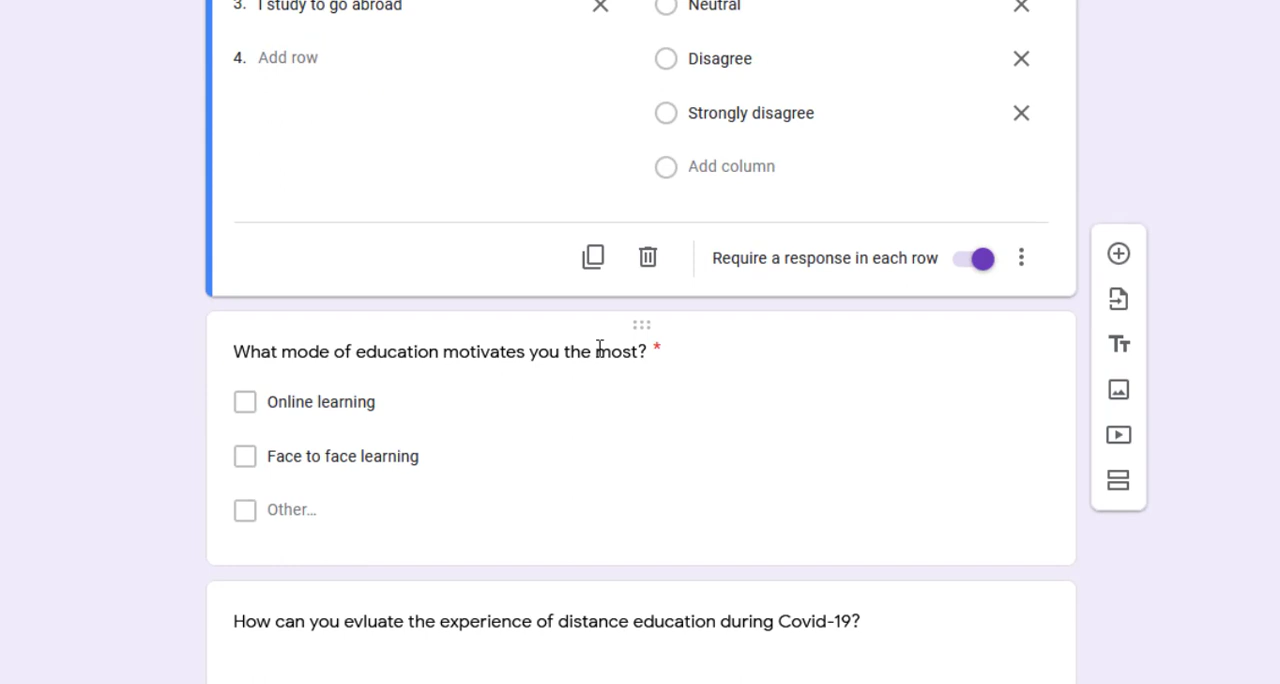 3. I study to go abroad
Neutral
4. Add row
Disagree
Strongly disagree
Add column
Require a response in each row
What mode of education motivates you the most? *
Online learning
Face to face learning
Other...
How can you evluate the experience of distance education during Covid-19?